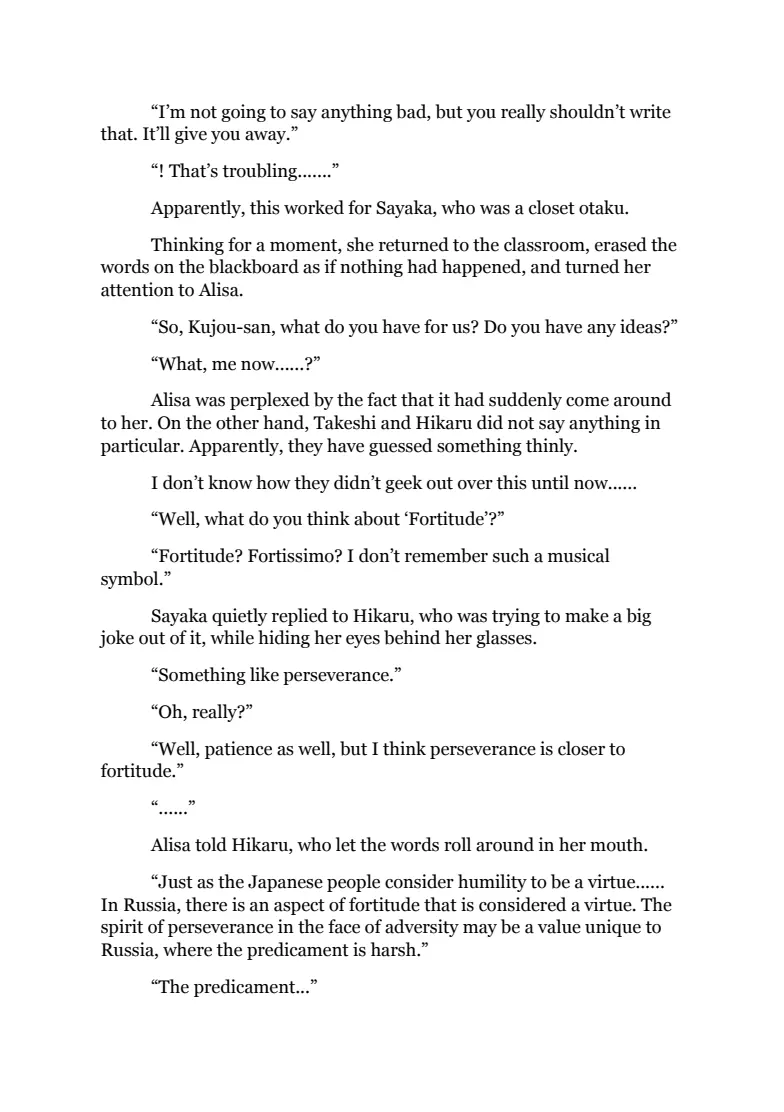 “I’m not going to say anything bad, but you really shouldn’t write
that. It’ll give you away.”
“! That’s troubling.......”
Apparently, this worked for Sayaka, who was a closet otaku.
Thinking for a moment, she returned to the classroom, erased the
words on the blackboard as if nothing had happened, and turned her
attention to Alisa.
“So, Kujou-san, what do you have for us? Do you have any ideas?”
“What, me now......?”
Alisa was perplexed by the fact that it had suddenly come around
to her. On the other hand, Takeshi and Hikaru did not say anything in
particular. Apparently, they have guessed something thinly.
I don’t know how they didn’t geek out over this until now......
“Well, what do you think about ‘Fortitude’?”
“Fortitude? Fortissimo? I don’t remember such a musical
symbol.”
Sayaka quietly replied to Hikaru, who was trying to make a big
joke out of it, while hiding her eyes behind her glasses.
“Something like perseverance.”
“Oh, really?”
“Well, patience as well, but I think perseverance is closer to
fortitude.”
“......”
Alisa told Hikaru, who let the words roll around in her mouth.
“Just as the Japanese people consider humility to be a virtue......
In Russia, there is an aspect of fortitude that is considered a virtue. The
spirit of perseverance in the face of adversity may be a value unique to
Russia, where the predicament is harsh.”
“The predicament...”